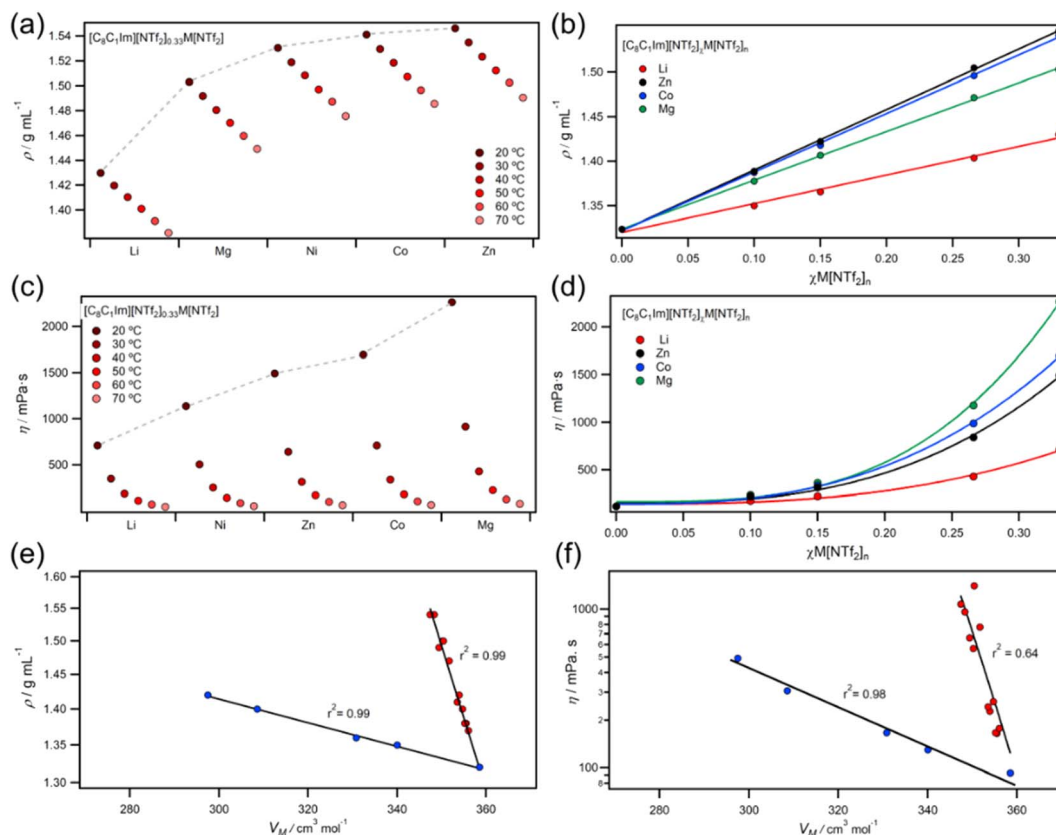 (a)
[C₈C₁Im][NTf₂]₀.₃₃M[NTf₂]
ρ / g mL⁻¹
1.54
1.52
1.50
1.48
1.46
1.44
1.42
1.40
20 ºC
30 ºC
40 ºC
50 ºC
60 ºC
70 ºC
Li Mg Ni Co Zn
(b)
[C₈C₁Im][NTf₂]ᵪM[NTf₂]ₙ
Li
Zn
Co
Mg
ρ / g mL⁻¹
1.50
1.45
1.40
1.35
0.00 0.05 0.10 0.15 0.20 0.25 0.30
χM[NTf₂]ₙ
(c)
[C₈C₁Im][NTf₂]₀.₃₃M[NTf₂]
20 ºC
30 ºC
40 ºC
50 ºC
60 ºC
70 ºC
η / mPa·s
2000
1500
1000
500
Li Ni Zn Co Mg
(d)
[C₈C₁Im][NTf₂]ᵪM[NTf₂]ₙ
Li
Zn
Co
Mg
η / mPa·s
2000
1500
1000
500
0.00 0.05 0.10 0.15 0.20 0.25 0.30
χM[NTf₂]ₙ
(e)
ρ / g mL⁻¹
1.60
1.50
1.40
1.35
1.30
r² = 0.99
r² = 0.99
280 300 320 340 360
V_M / cm³ mol⁻¹
(f)
η / mPa. s
1000
8
6
5
4
3
2
100
8
r² = 0.64
r² = 0.98
280 300 320 340 360
V_M / cm³ mol⁻¹